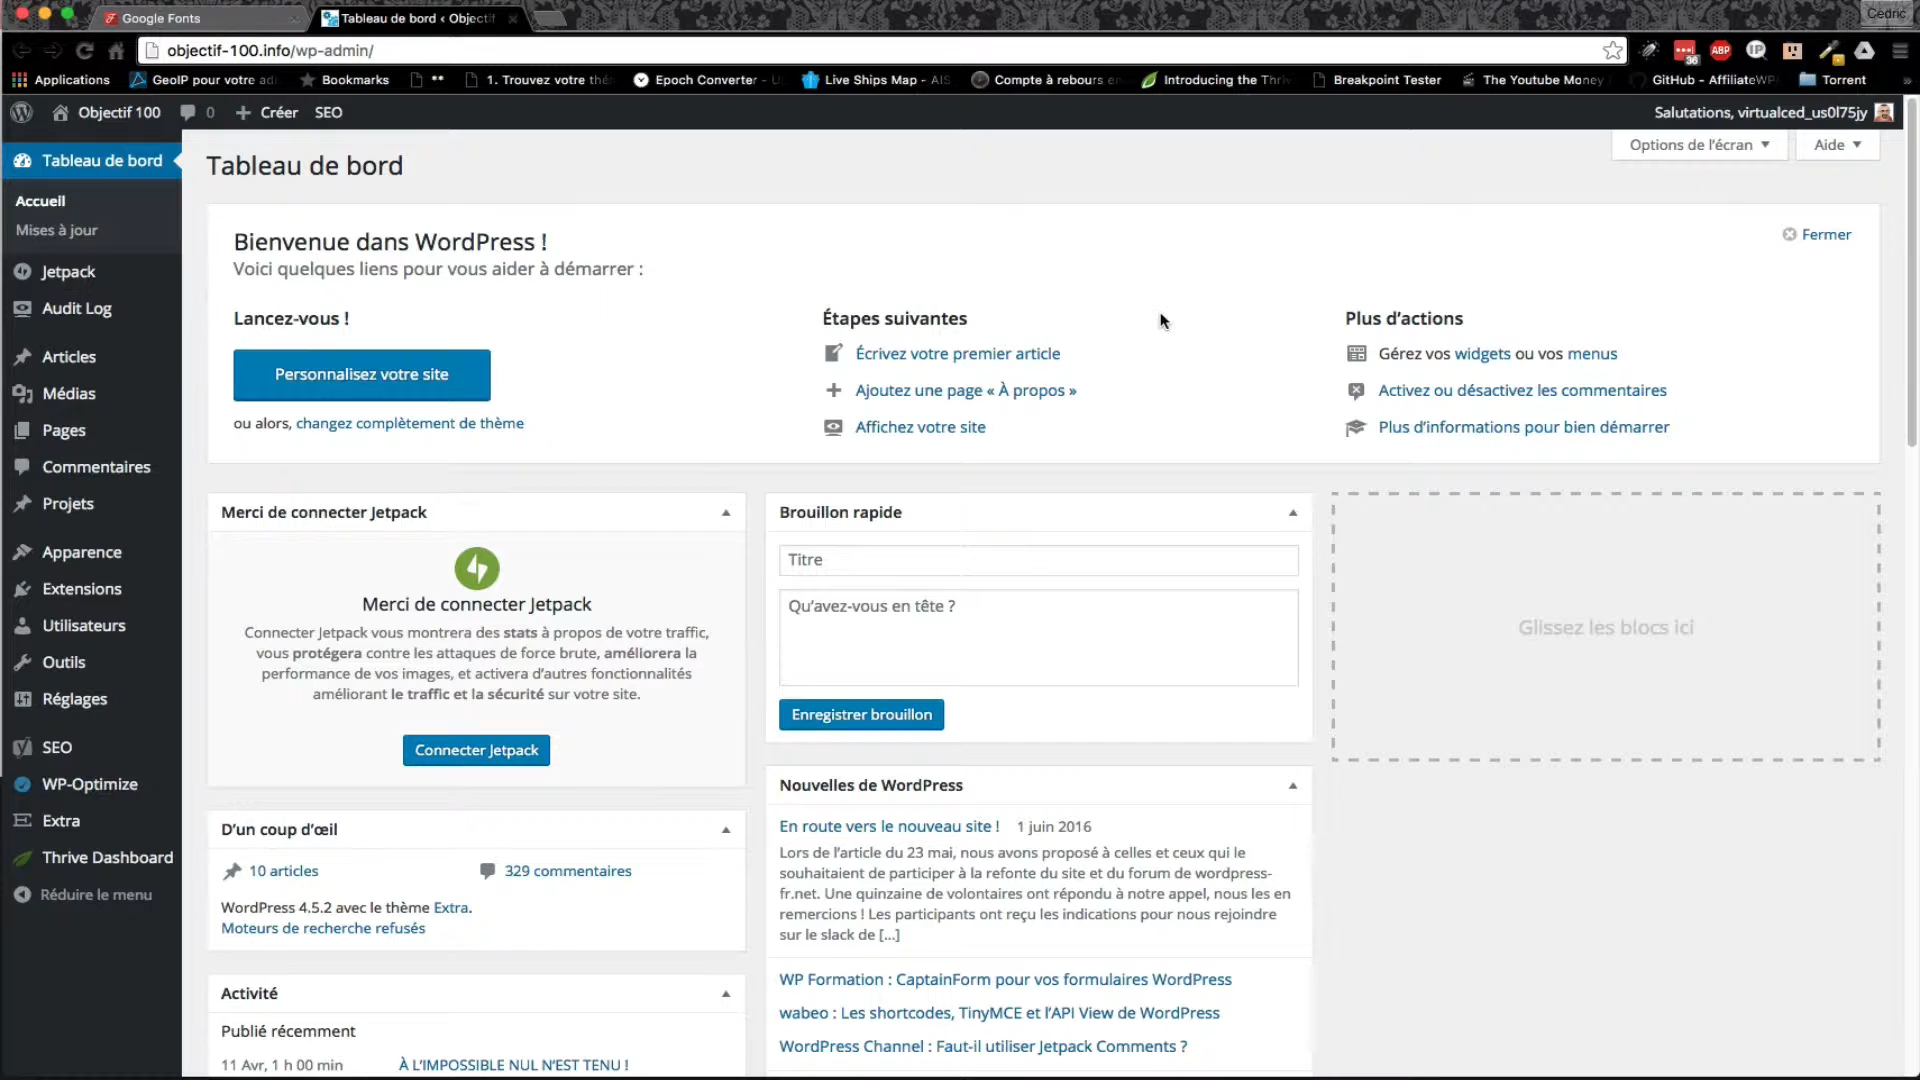 Google Fonts
Tableau de bord ‹ Objectif
Cédric
objectif-100.info/wp-admin/
36
ABP
IP
Applications
GeoIP pour votre
Bookmarks
**
1. Trouvez votre
Epoch Converter -
Live Ships Map - AIS
Compte à rebours
Introducing the
Breakpoint Tester
The Youtube Money
GitHub - AffiliateWP
Torrent
»
Objectif 100
0
Créer
SEO
Salutations, virtualced_us0l75jy
Tableau de bord
Accueil
Mises à jour
Jetpack
Audit Log
Articles
Médias
Pages
Commentaires
Projets
Apparence
Extensions
Utilisateurs
Outils
Réglages
SEO
WP-Optimize
Extra
Thrive Dashboard
Réduire le menu
Options de l'écran
Aide
Tableau de bord
Bienvenue dans WordPress !
Fermer
Voici quelques liens pour vous aider à démarrer :
Lancez-vous !
Personnalisez votre site
ou alors, changez complètement de thème
Étapes suivantes
Écrivez votre premier article
Ajoutez une page « À propos »
Affichez votre site
Plus d’actions
Gérez vos widgets ou vos menus
Activez ou désactivez les commentaires
Plus d’informations pour bien démarrer
Merci de connecter Jetpack
Merci de connecter Jetpack
Connecter Jetpack vous montrera des stats à propos de votre traffic,
vous protégera contre les attaques de force brute, améliorera la
performance de vos images, et activera d’autres fonctionnalités
améliorant le traffic et la sécurité sur votre site.
Connecter Jetpack
D’un coup d’œil
10 articles
329 commentaires
WordPress 4.5.2 avec le thème Extra.
Moteurs de recherche refusés
Activité
Publié récemment
11 Avr, 1 h 00 min
À L’IMPOSSIBLE NUL N’EST TENU !
Brouillon rapide
Titre
Qu’avez-vous en tête ?
Enregistrer brouillon
Nouvelles de WordPress
En route vers le nouveau site ! 1 juin 2016
Lors de l’article du 23 mai, nous avons proposé à celles et ceux qui le
souhaitaient de participer à la refonte du site et du forum de wordpress-
fr.net. Une quinzaine de volontaires ont répondu à notre appel, nous les en
remercions ! Les participants ont reçu les indications pour nous rejoindre
sur le slack de […]
WP Formation : CaptainForm pour vos formulaires WordPress
wabeo : Les shortcodes, TinyMCE et l’API View de WordPress
WordPress Channel : Faut-il utiliser Jetpack Comments ?
Glissez les blocs ici